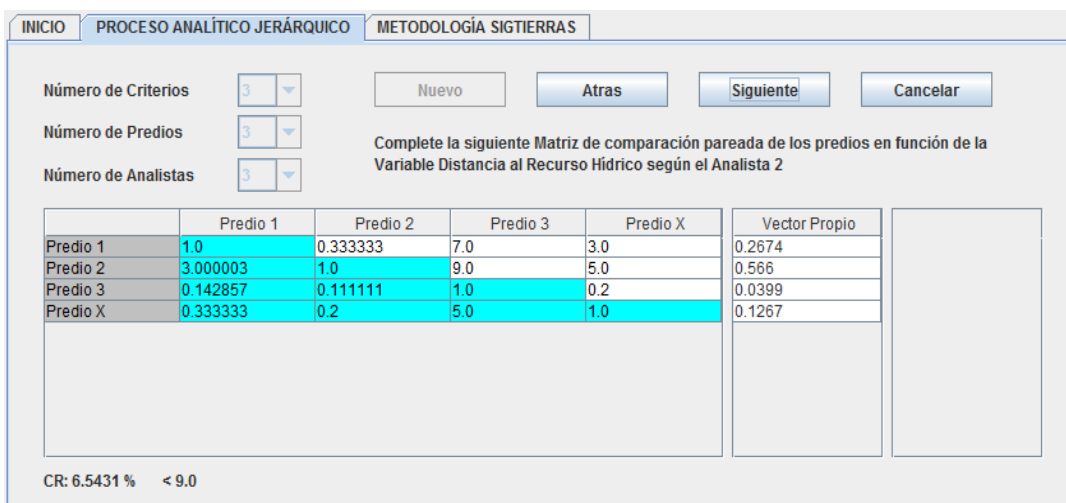 INICIO PROCESO ANALÍTICO JERÁRQUICO METODOLOGÍA SIGTIERRAS
Número de Criterios 3 Nuevo Atras Siguiente Cancelar
Número de Predios 3
Complete la siguiente Matriz de comparación pareada de los predios en función de la
Variable Distancia al Recurso Hídrico según el Analista 2
Número de Analistas 3
Predio 1 Predio 2 Predio 3 Predio X Vector Propio
Predio 1 1.0 0.333333 7.0 3.0 0.2674
Predio 2 3.000003 1.0 9.0 5.0 0.566
Predio 3 0.142857 0.111111 1.0 0.2 0.0399
Predio X 0.333333 0.2 5.0 1.0 0.1267
CR: 6.5431 % < 9.0